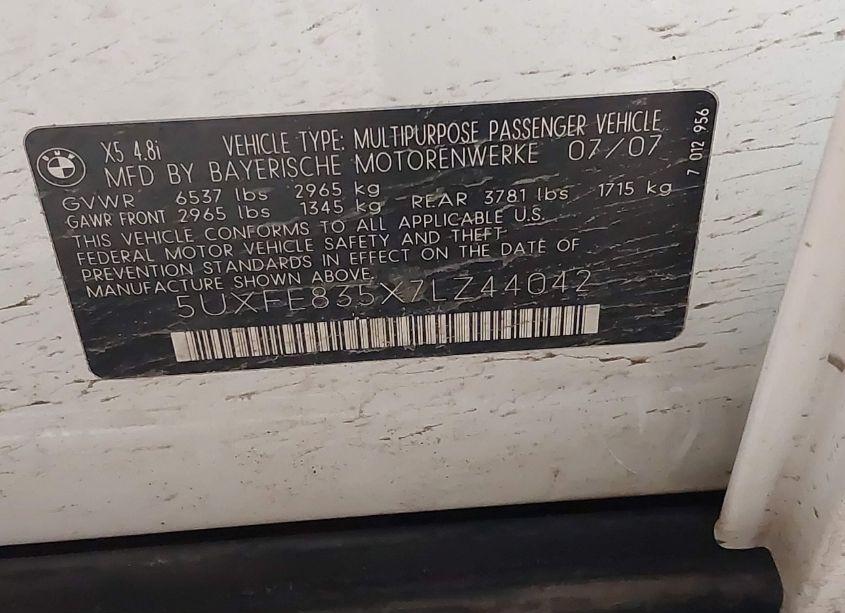 X5 4.8i VEHICLE TYPE: MULTIPURPOSE PASSENGER VEHICLE
MFD BY BAYERISCHE MOTORENWERKE 07/07
GVWR 6537 lbs 2965 kg
GAWR FRONT 2965 lbs 1345 kg REAR 3781 lbs 1715 kg
THIS VEHICLE CONFORMS TO ALL APPLICABLE U.S.
FEDERAL MOTOR VEHICLE SAFETY AND THEFT
PREVENTION STANDARDS IN EFFECT ON THE DATE OF
MANUFACTURE SHOWN ABOVE.
5UXFE835X7LZ44042
7 012 956
BMW